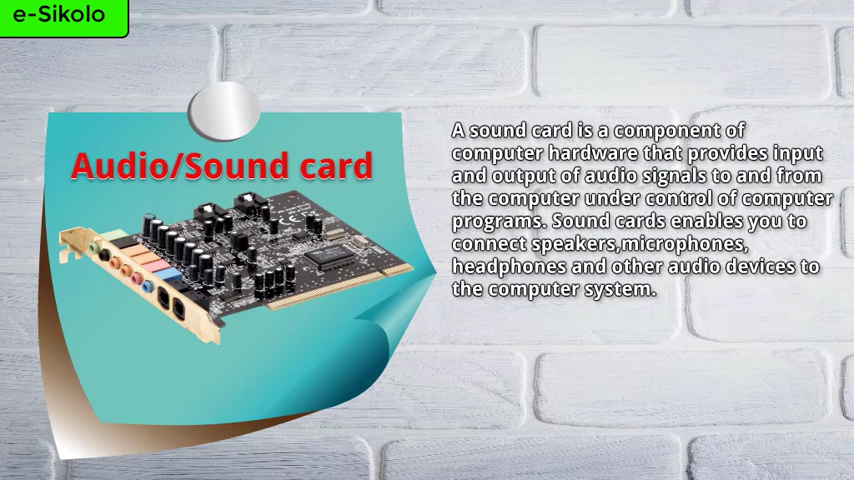 e-Sikolo
Audio/Sound card
A sound card is a component of
computer hardware that provides input
and output of audio signals to and from
the computer under control of computer
programs. Sound cards enables you to
connect speakers,microphones,
headphones and other audio devices to
the computer system.